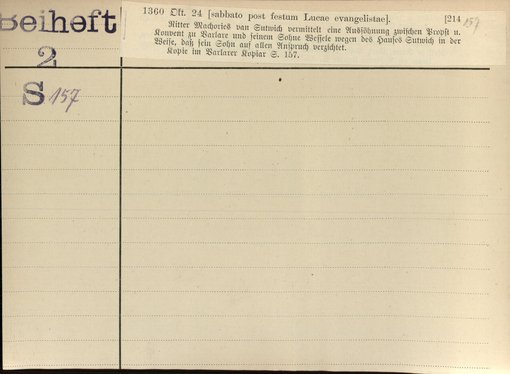 Beiheft
2
S 157
1360 Okt. 24 [sabbato post festum Lucae evangelistae]. [214 157
Ritter Machories van Sutwich vermittelt eine Aussöhnung zwischen Propst u.
Konvent zu Varlare und seinem Sohne Wessele wegen des Hauses Sutwich in der
Weise, daß sein Sohn auf allen Anspruch verzichtet.
Kopie im Varlarer Kopiar S. 157.